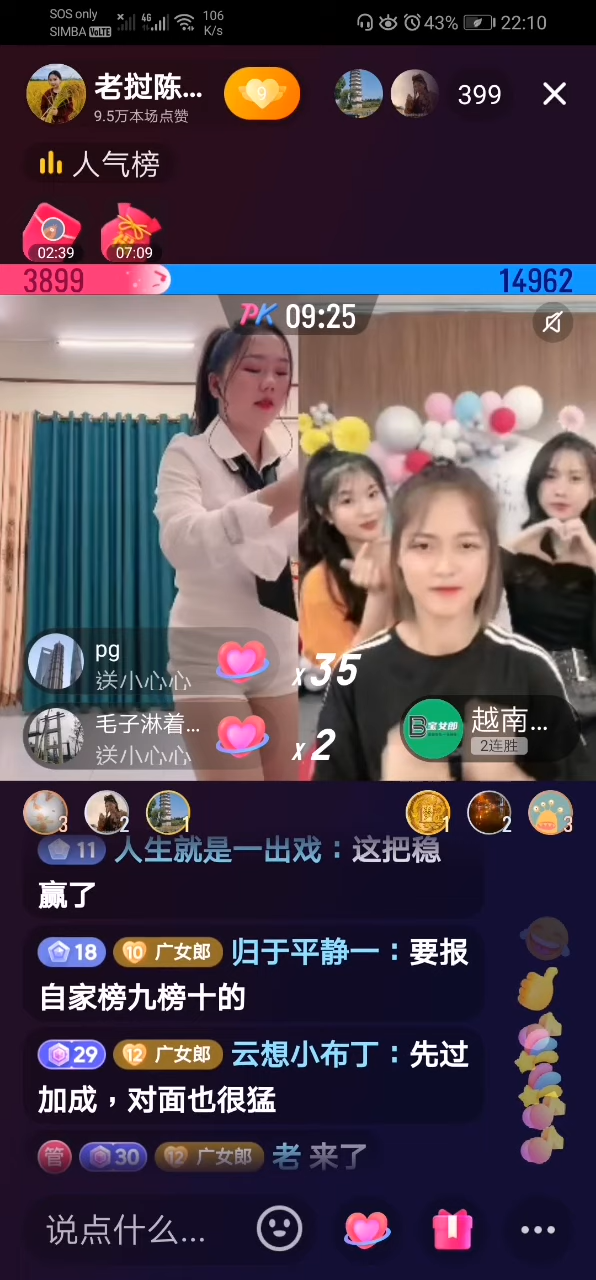 SOS only
SIMBA VoLTE
4G
106 K/s
43%
22:10
老挝陈...
9.5万本场点赞
9
399
人气榜
02:39
07:09
3899
14962
PK 09:25
pg
送小心心
x35
毛子淋着...
送小心心
x2
B宝女郎
越南...
2连胜
3
2
1
1
2
3
11 人生就是一出戏：这把稳
赢了
18 10 广女郎 归于平静一：要报
自家榜九榜十的
29 12 广女郎 云想小布丁：先过
加成，对面也很猛
管 30 12 广女郎 老 来了
说点什么...